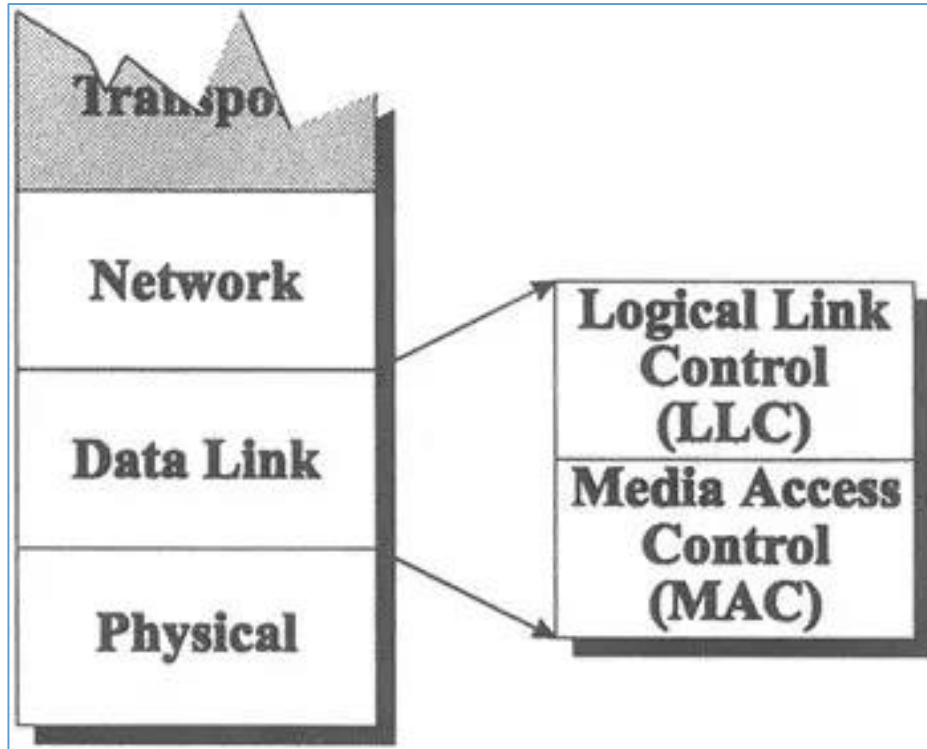 Network
Data Link
Physical
Logical Link
Control
(LLC)
Media Access
Control
(MAC)